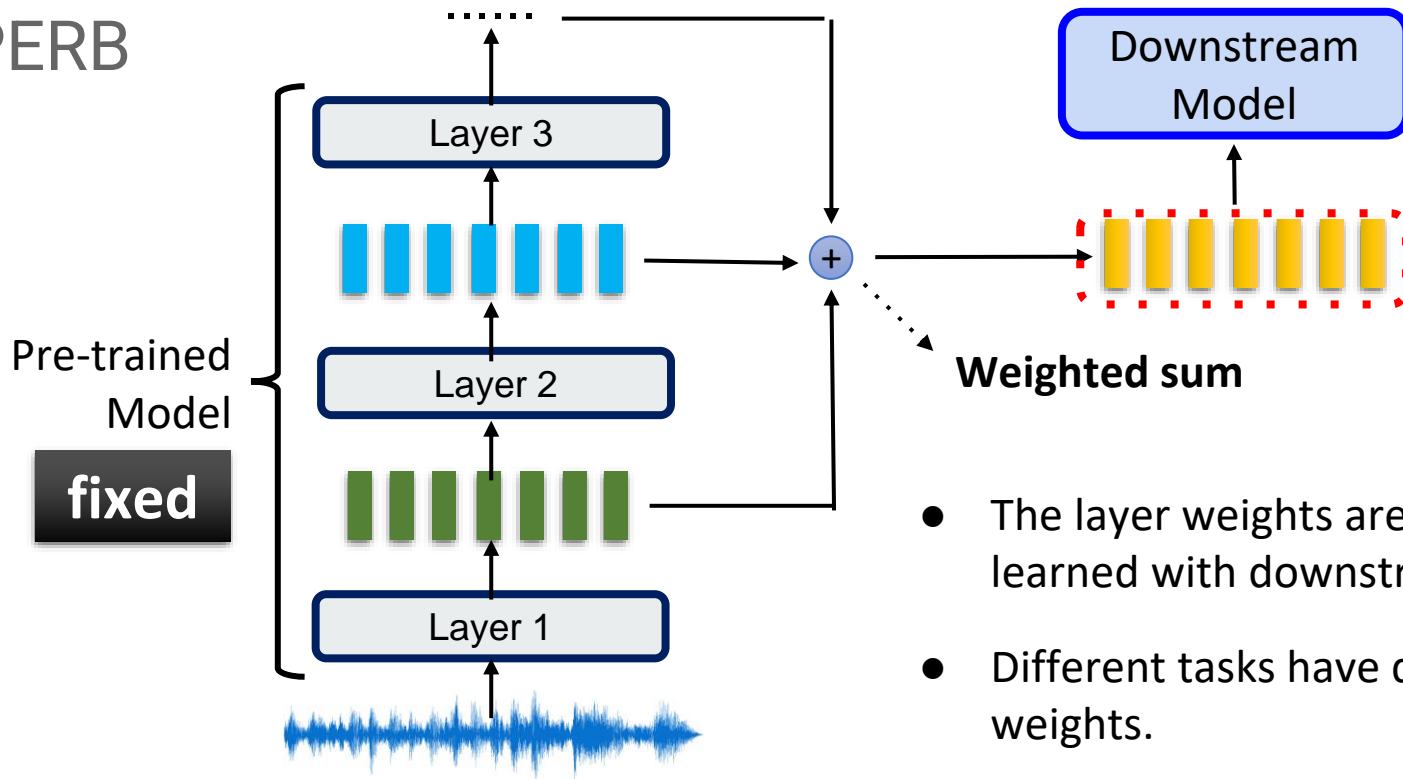 PERB
Downstream
Model
Layer 3
+
Pre-trained
Model
Layer 2
Weighted sum
fixed
● The layer weights are
learned with downstr
Layer 1
● Different tasks have
weights.